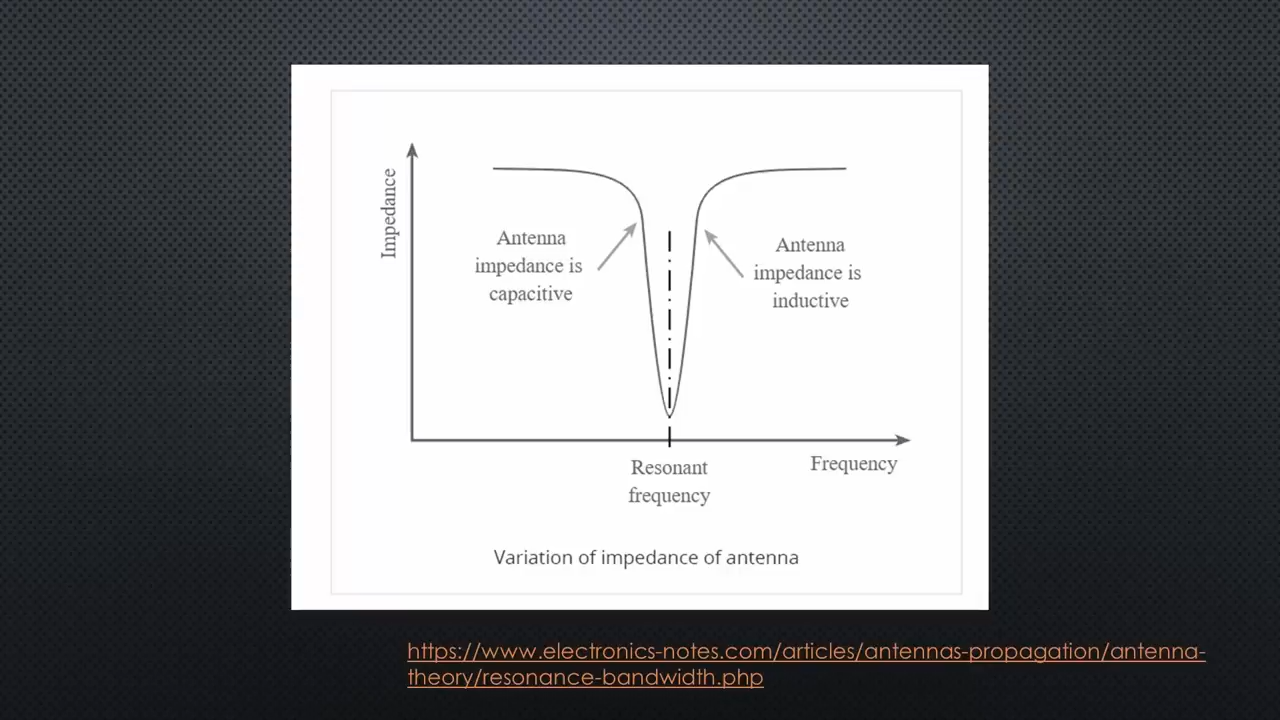 Impedance
Antenna
impedance is
capacitive
Antenna
impedance is
inductive
Resonant
frequency
Frequency
Variation of impedance of antenna
https://www.electronics-notes.com/articles/antennas-propagation/antenna-
theory/resonance-bandwidth.php